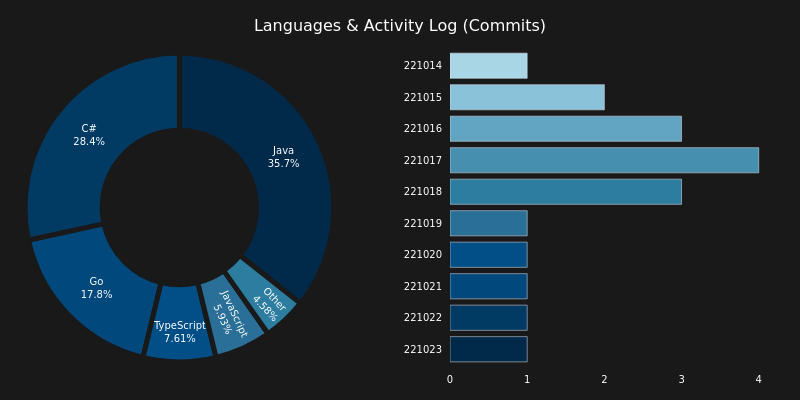 Languages & Activity Log (Commits)
C#
28.4%
Java
35.7%
Go
17.8%
TypeScript
7.61%
JavaScript
5.93%
Other
4.58%
221014
221015
221016
221017
221018
221019
221020
221021
221022
221023
0 1 2 3 4